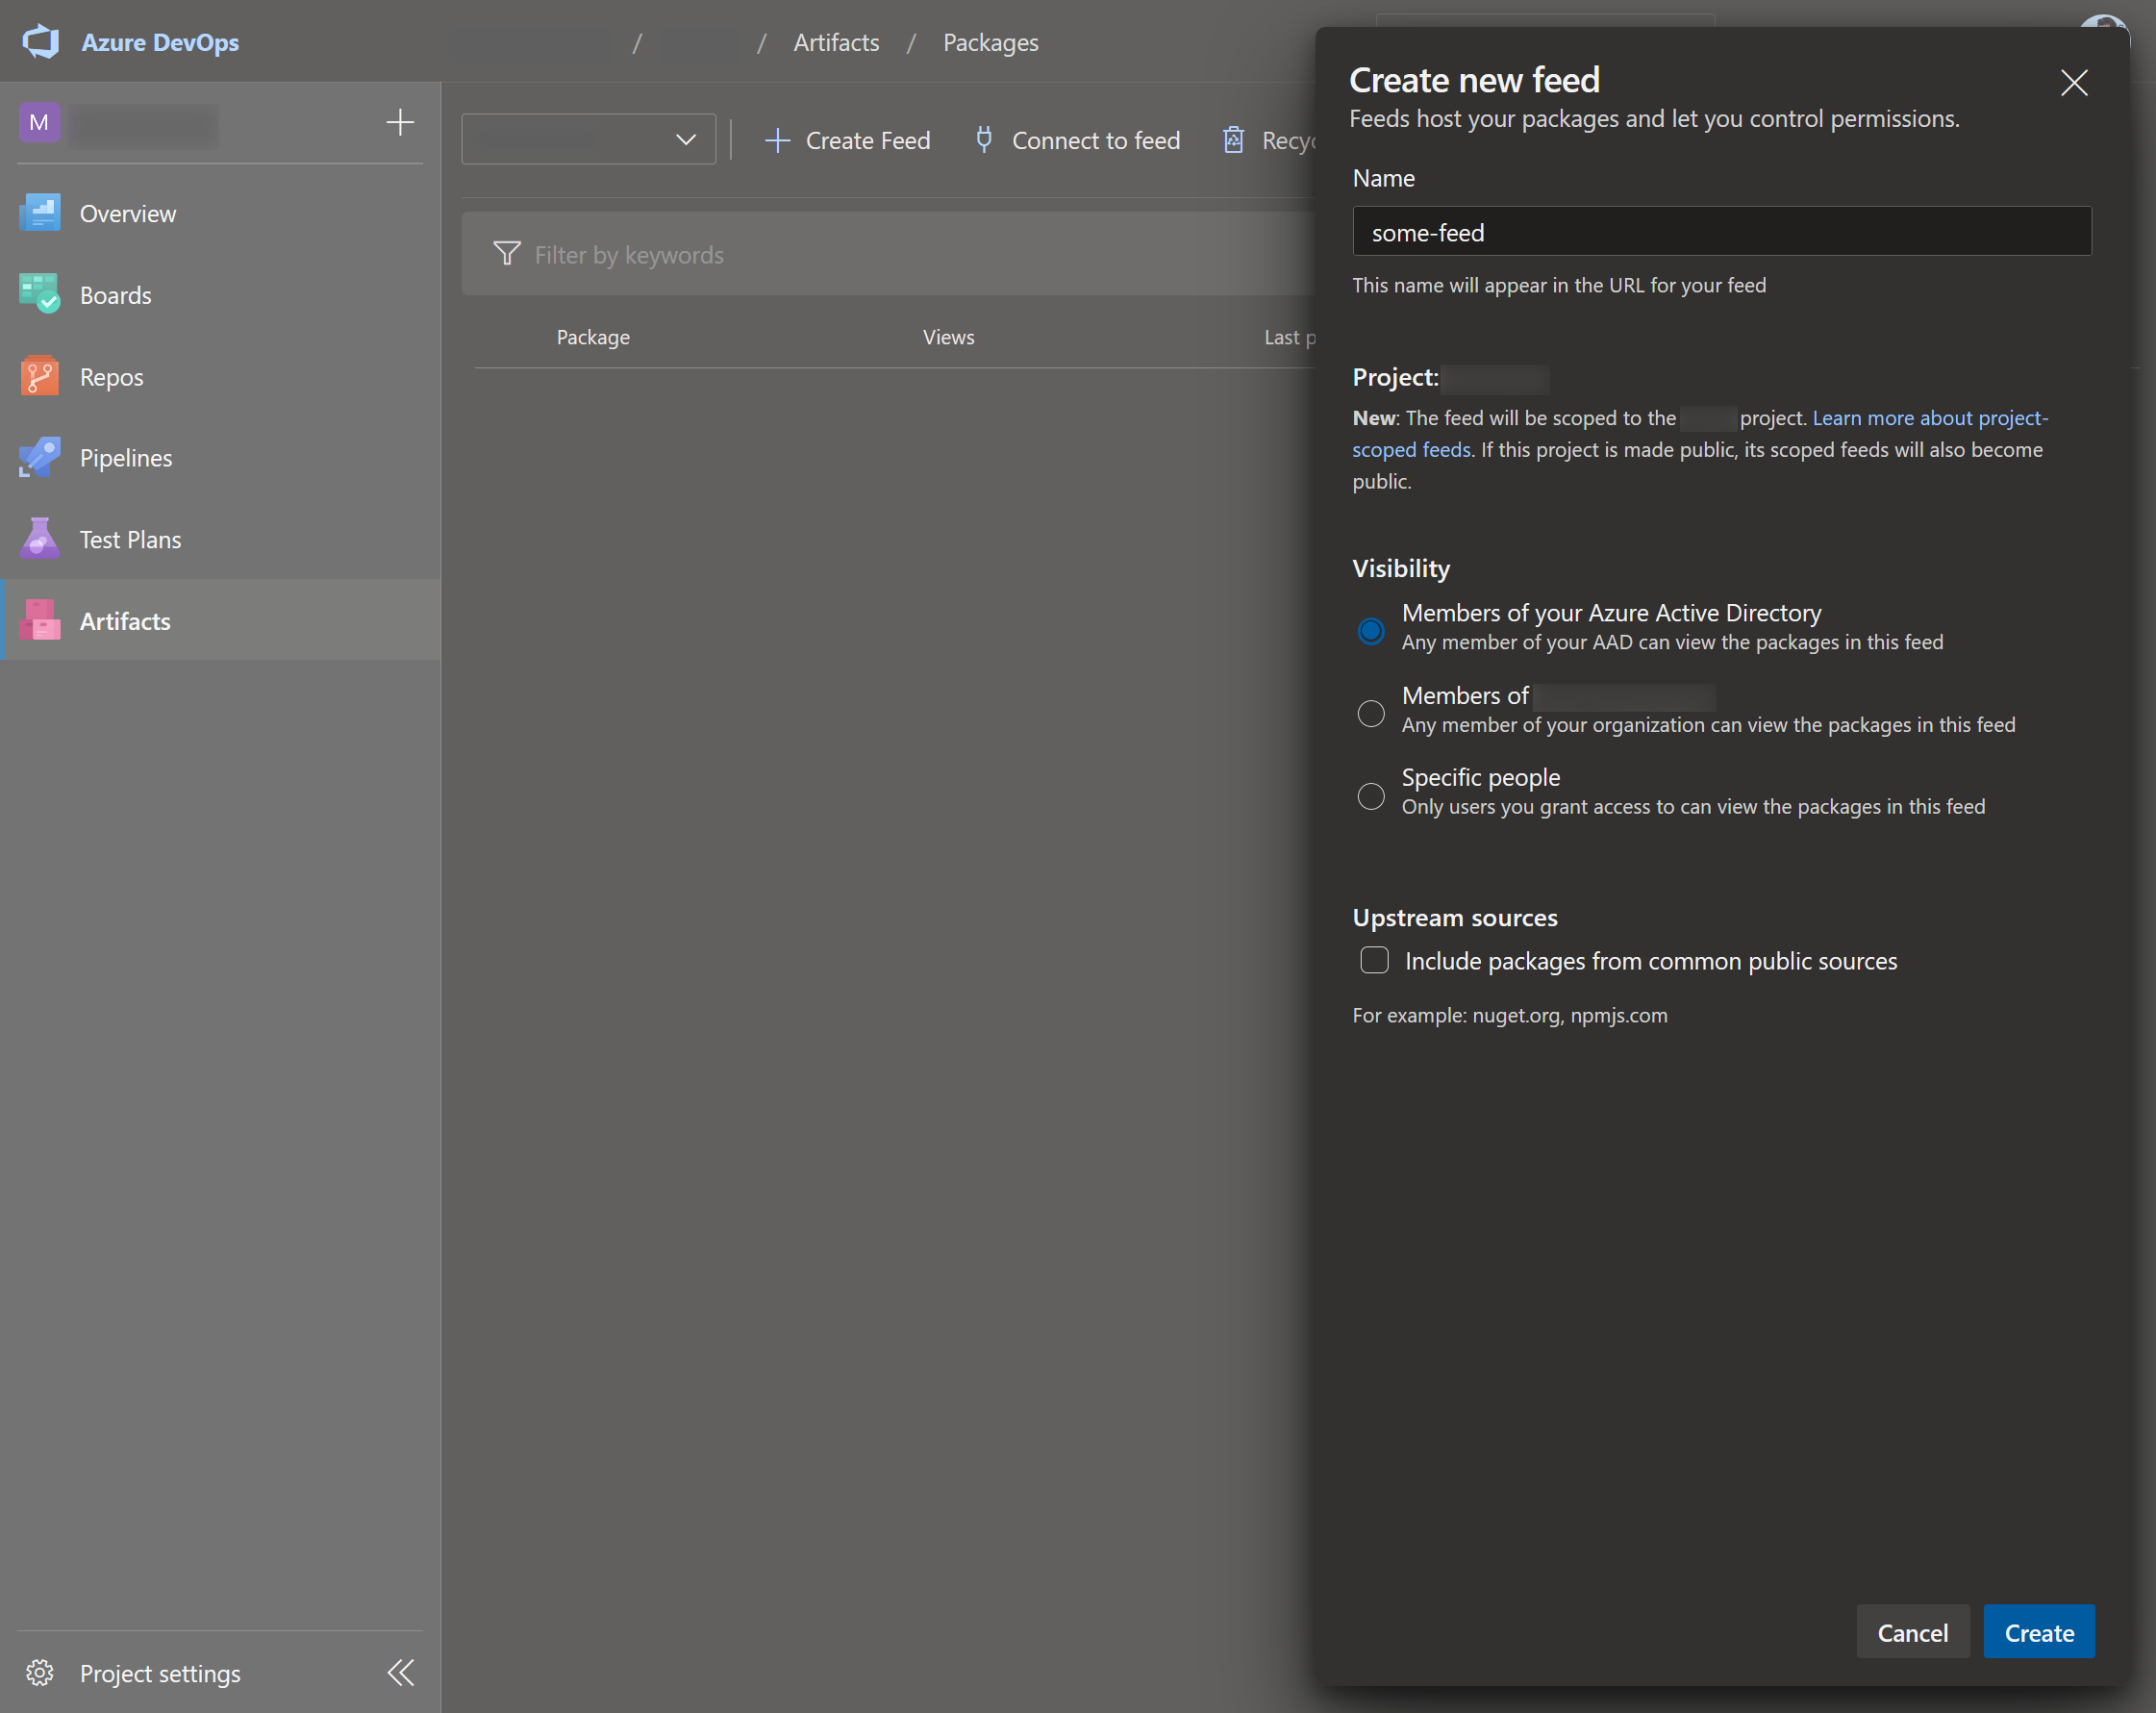 Azure DevOps
/ / Artifacts / Packages
M
Overview
Boards
Repos
Pipelines
Test Plans
Artifacts
Project settings
Create Feed
Connect to feed
Filter by keywords
Package Views Last
Create new feed
Feeds host your packages and let you control permissions.
Name
some-feed
This name will appear in the URL for your feed
Project:
New: The feed will be scoped to the project. Learn more about project-
scoped feeds. If this project is made public, its scoped feeds will also become
public.
Visibility
Members of your Azure Active Directory
Any member of your AAD can view the packages in this feed
Members of
Any member of your organization can view the packages in this feed
Specific people
Only users you grant access to can view the packages in this feed
Upstream sources
Include packages from common public sources
For example: nuget.org, npmjs.com
Cancel
Create